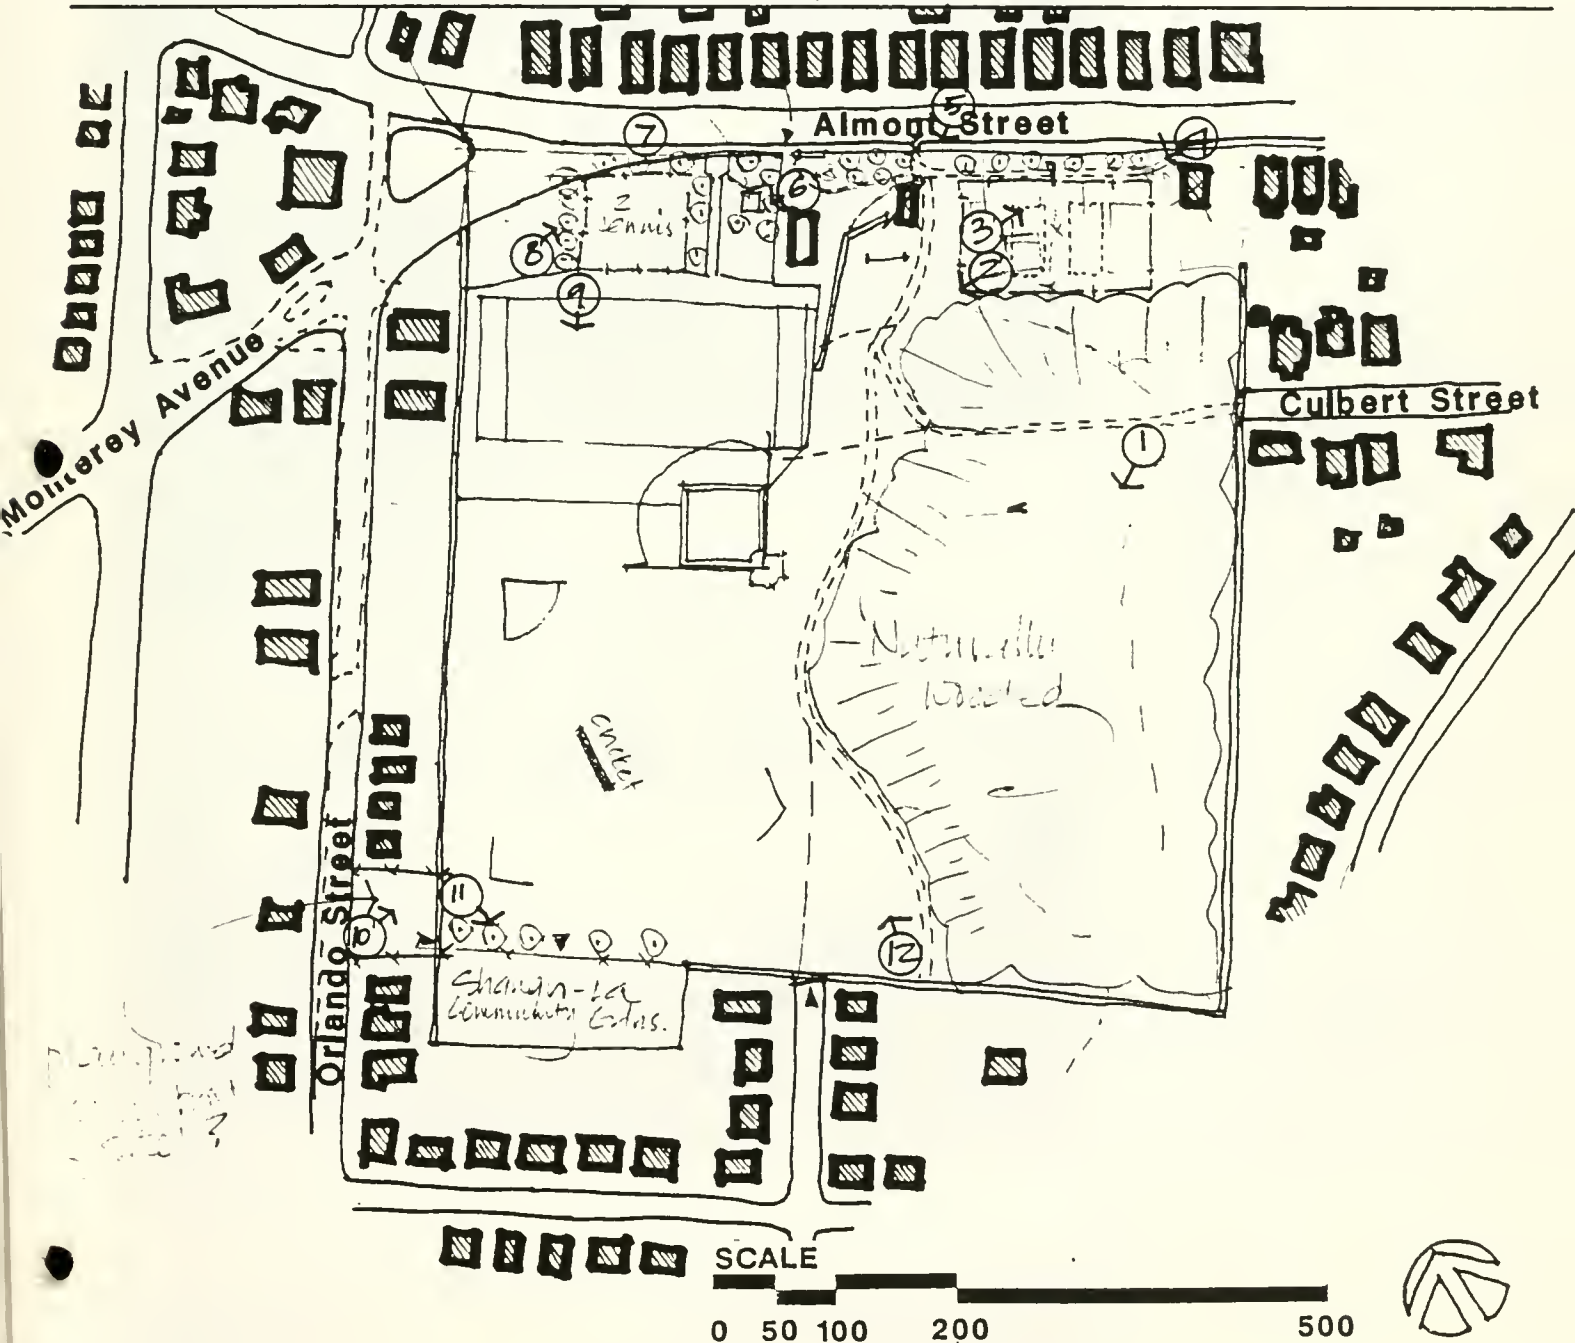 5
Almont Street
7
4
6
2
Tennis
3
8
2
9
Monterey Avenue
Culbert Street
1
Naturally
Wooded
cricket
Orlando Street
11
10
12
Shangri-La
Community Gdns.
SCALE
0 50 100 200 500